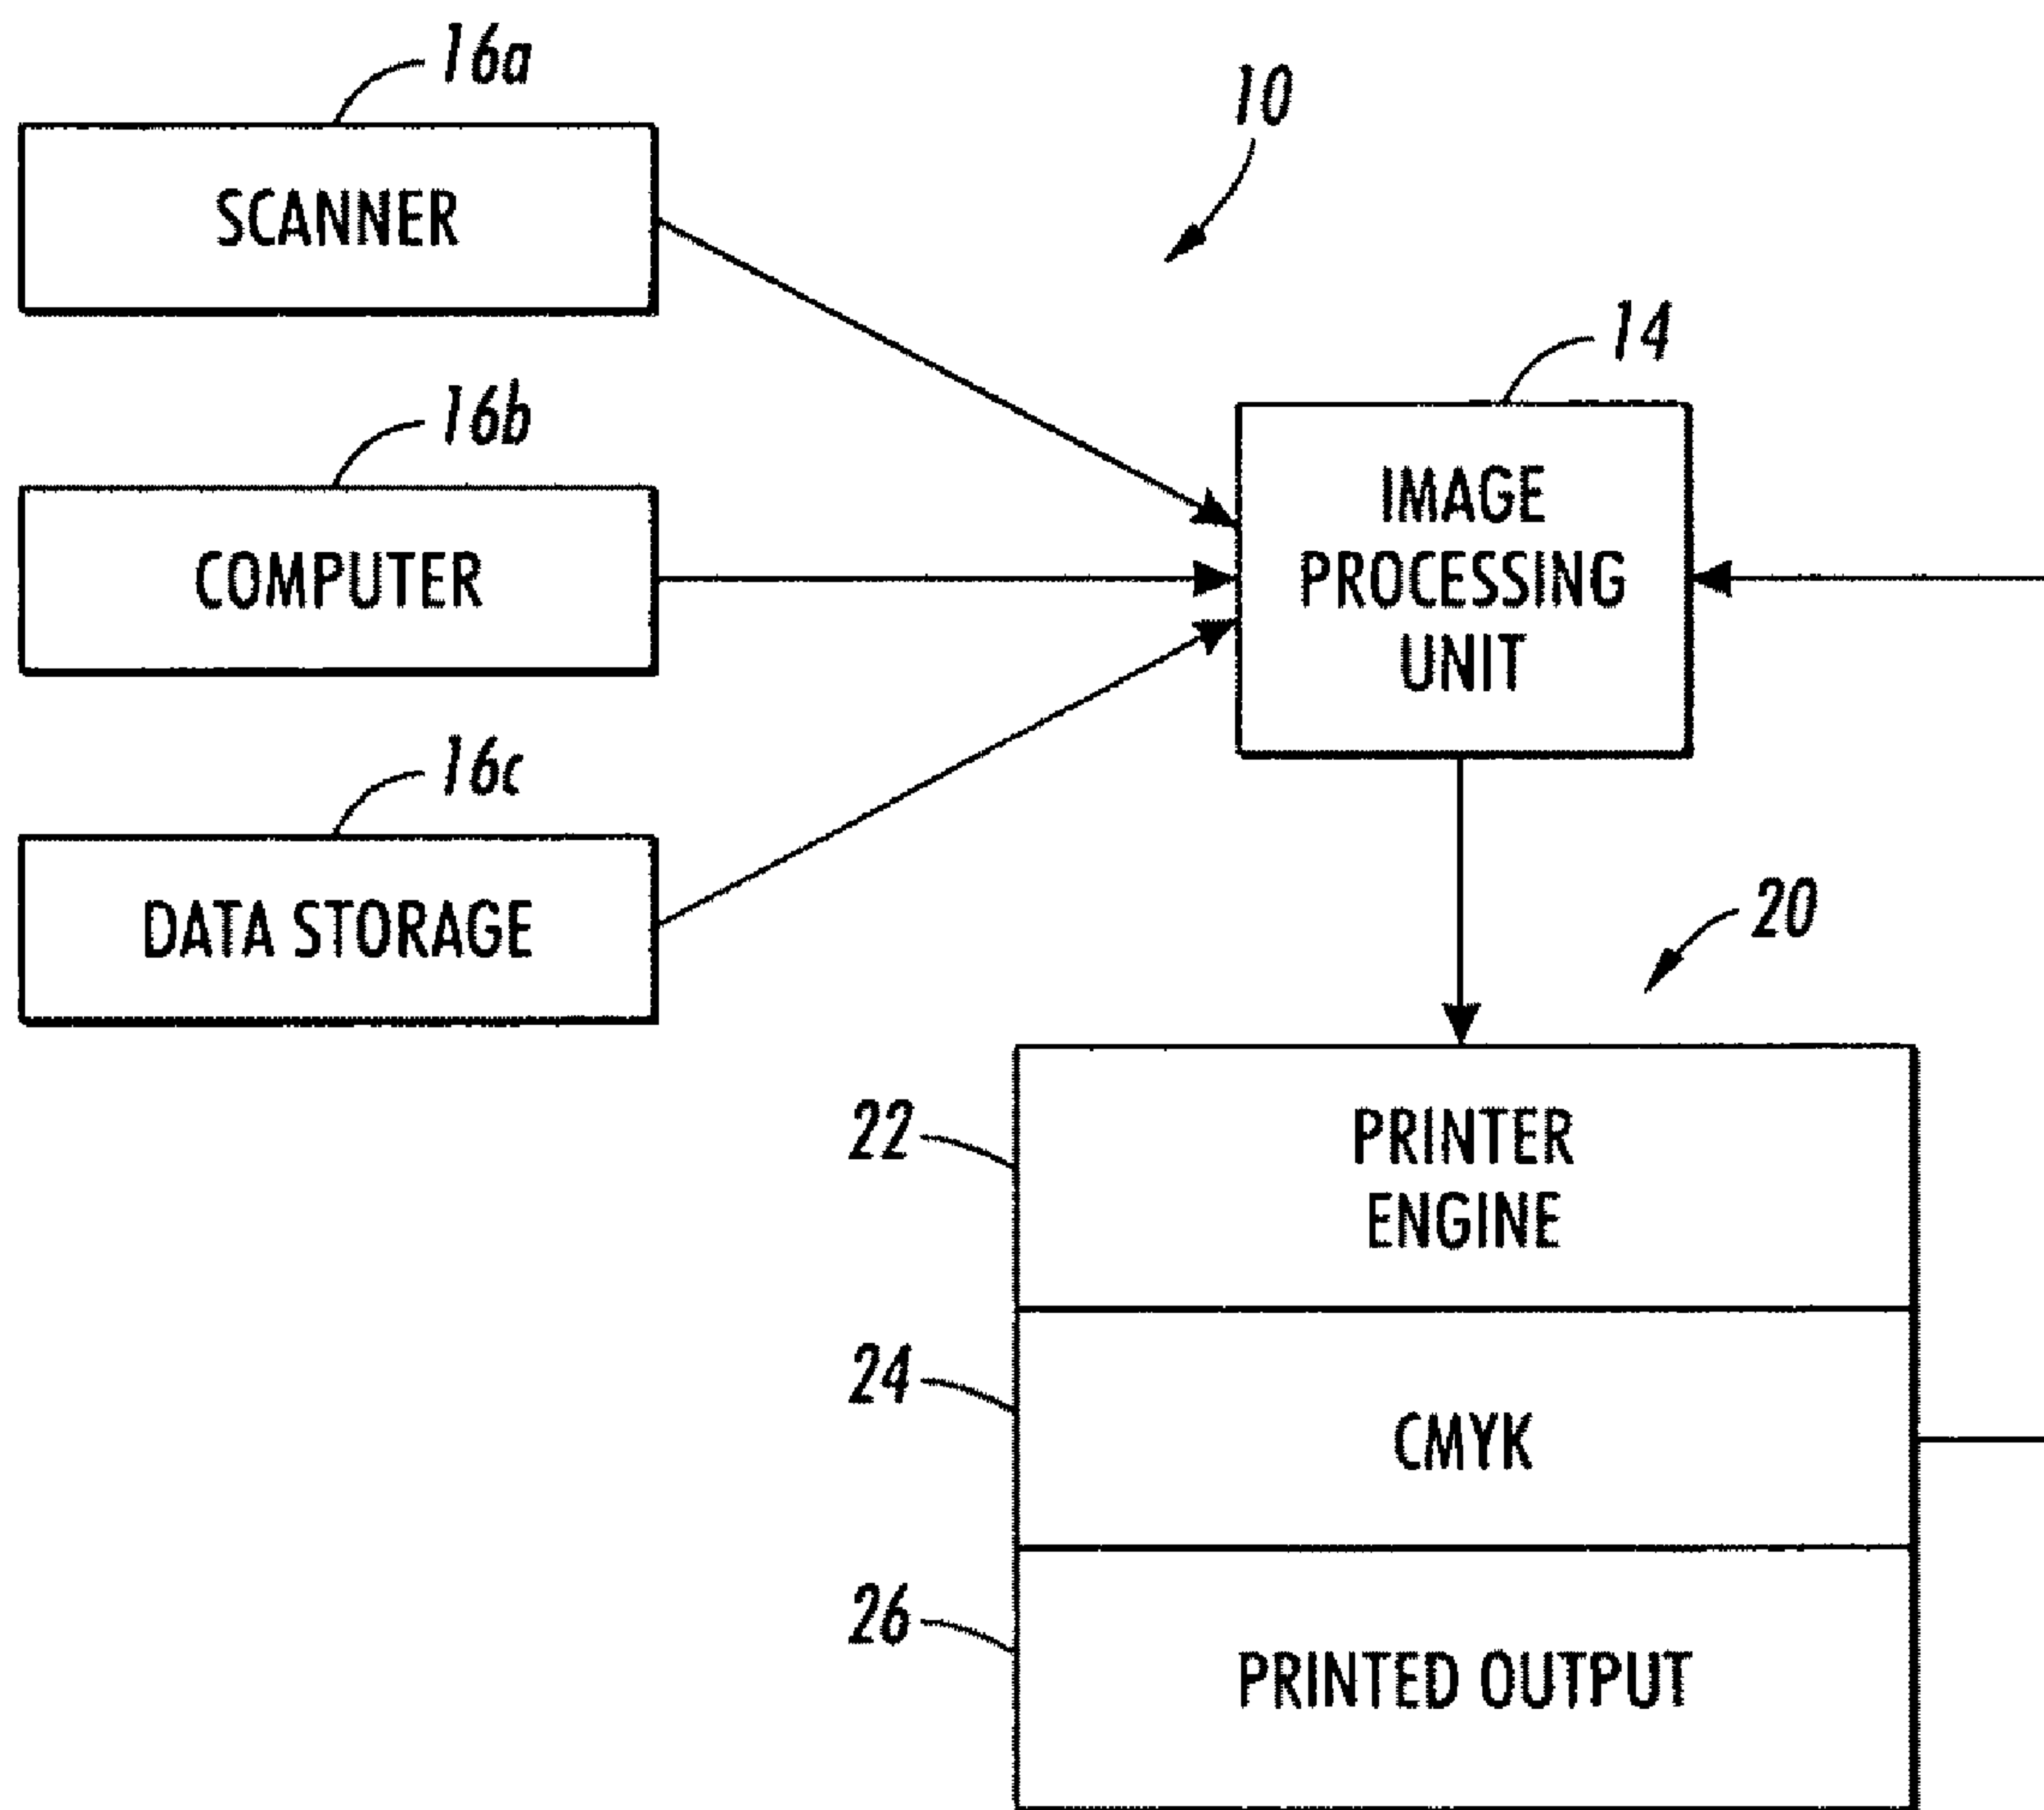 16a
SCANNER
10
16b
COMPUTER
14
IMAGE
PROCESSING
UNIT
16c
DATA STORAGE
20
22
PRINTER
ENGINE
24
CMYK
26
PRINTED OUTPUT